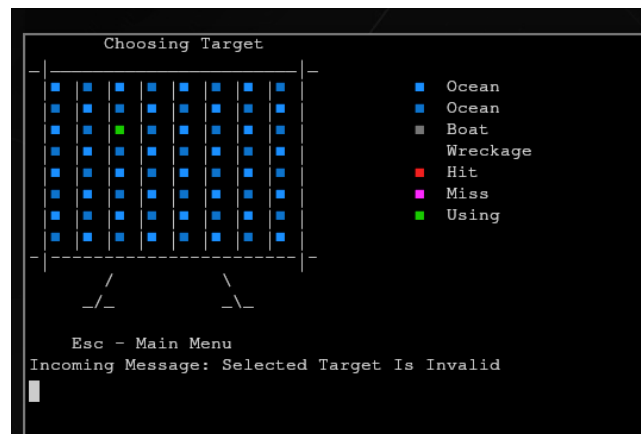 Choosing Target
Ocean
Ocean
Boat
Wreckage
Hit
Miss
Using
Esc - Main Menu
Incoming Message: Selected Target Is Invalid